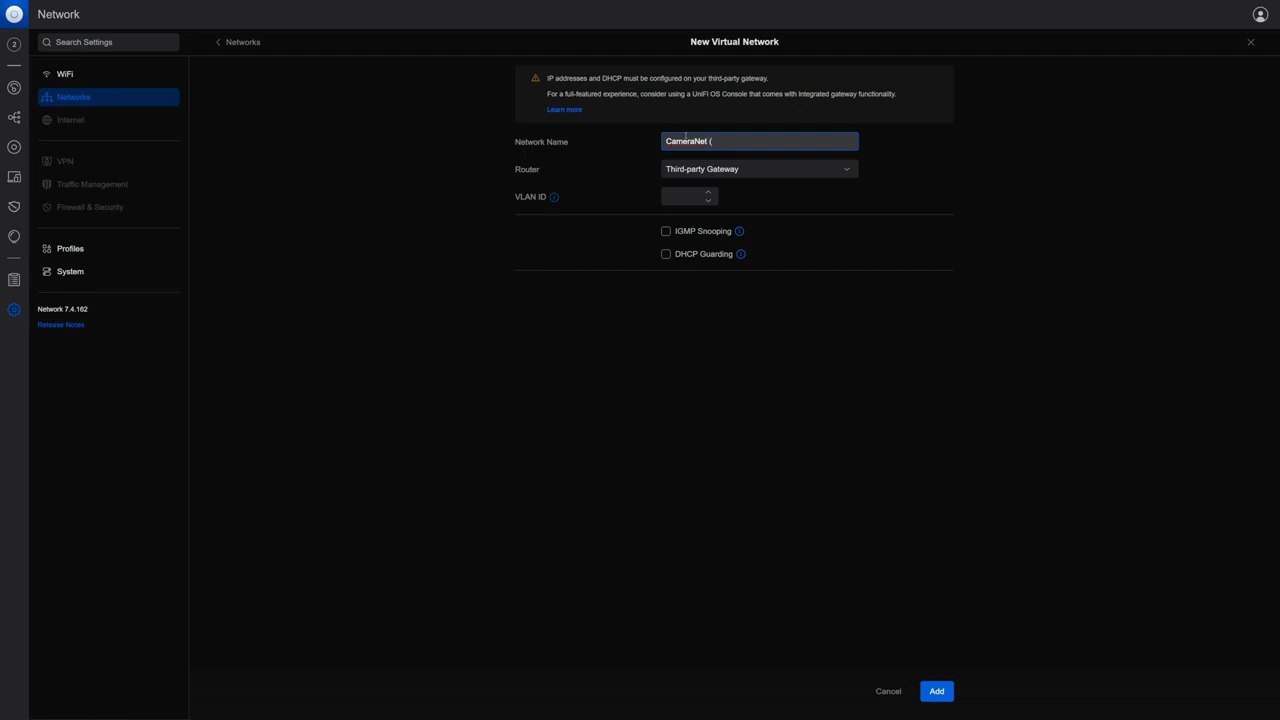 Network
2
Search Settings
Networks
New Virtual Network
WiFi
Networks
Internet
VPN
Traffic Management
Firewall & Security
Profiles
System
Network 7.4.162
Release Notes
IP addresses and DHCP must be configured on your third-party gateway.
For a full-featured experience, consider using a UniFi OS Console that comes with integrated gateway functionality.
Learn more
Network Name
CameraNet (
Router
Third-party Gateway
VLAN ID
IGMP Snooping
DHCP Guarding
Cancel
Add